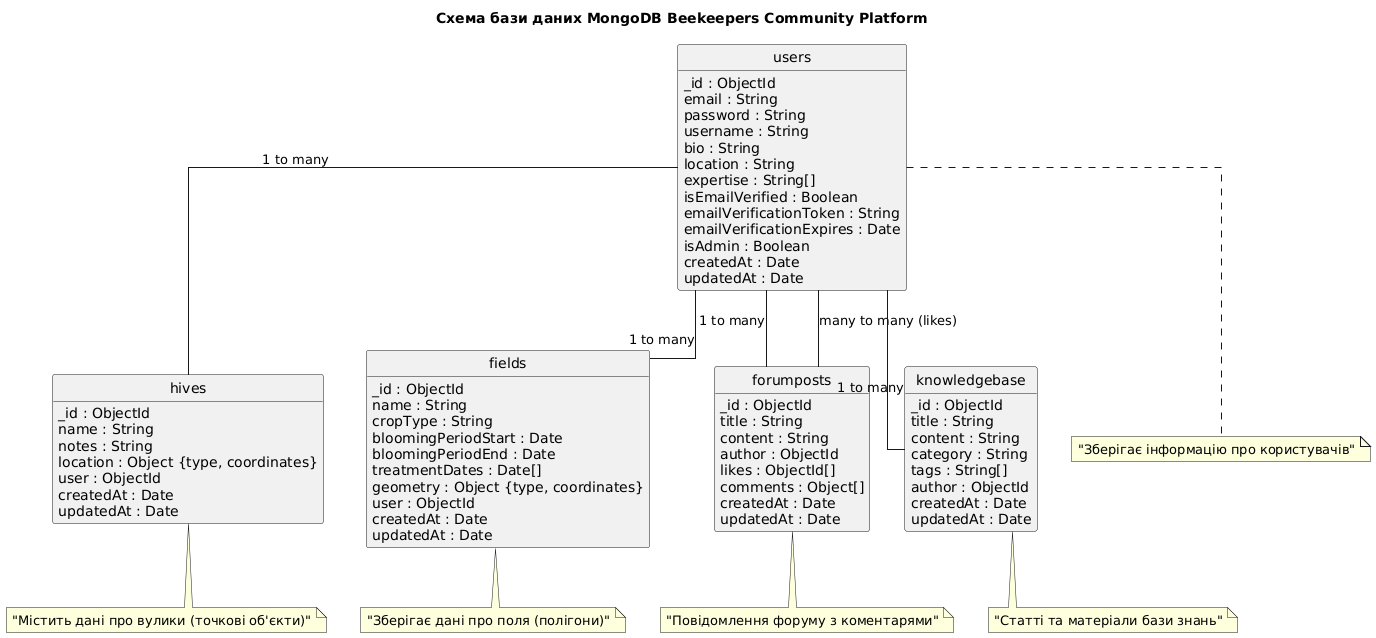 Схема бази даних MongoDB Beekeepers Community Platform
users
_id : ObjectId
email : String
password : String
username : String
bio : String
location : String
expertise : String[]
isEmailVerified : Boolean
emailVerificationToken : String
emailVerificationExpires : Date
isAdmin : Boolean
createdAt : Date
updatedAt : Date
1 to many
1 to many
1 to many
many to many (likes)
1 to many
hives
_id : ObjectId
name : String
notes : String
location : Object {type, coordinates}
user : ObjectId
createdAt : Date
updatedAt : Date
fields
_id : ObjectId
name : String
cropType : String
bloomingPeriodStart : Date
bloomingPeriodEnd : Date
treatmentDates : Date[]
geometry : Object {type, coordinates}
user : ObjectId
createdAt : Date
updatedAt : Date
forumposts
_id : ObjectId
title : String
content : String
author : ObjectId
likes : ObjectId[]
comments : Object[]
createdAt : Date
updatedAt : Date
knowledgebase
_id : ObjectId
title : String
content : String
category : String
tags : String[]
author : ObjectId
createdAt : Date
updatedAt : Date
"Зберігає інформацію про користувачів"
"Містить дані про вулики (точкові об'єкти)"
"Зберігає дані про поля (полігони)"
"Повідомлення форуму з коментарями"
"Статті та матеріали бази знань"